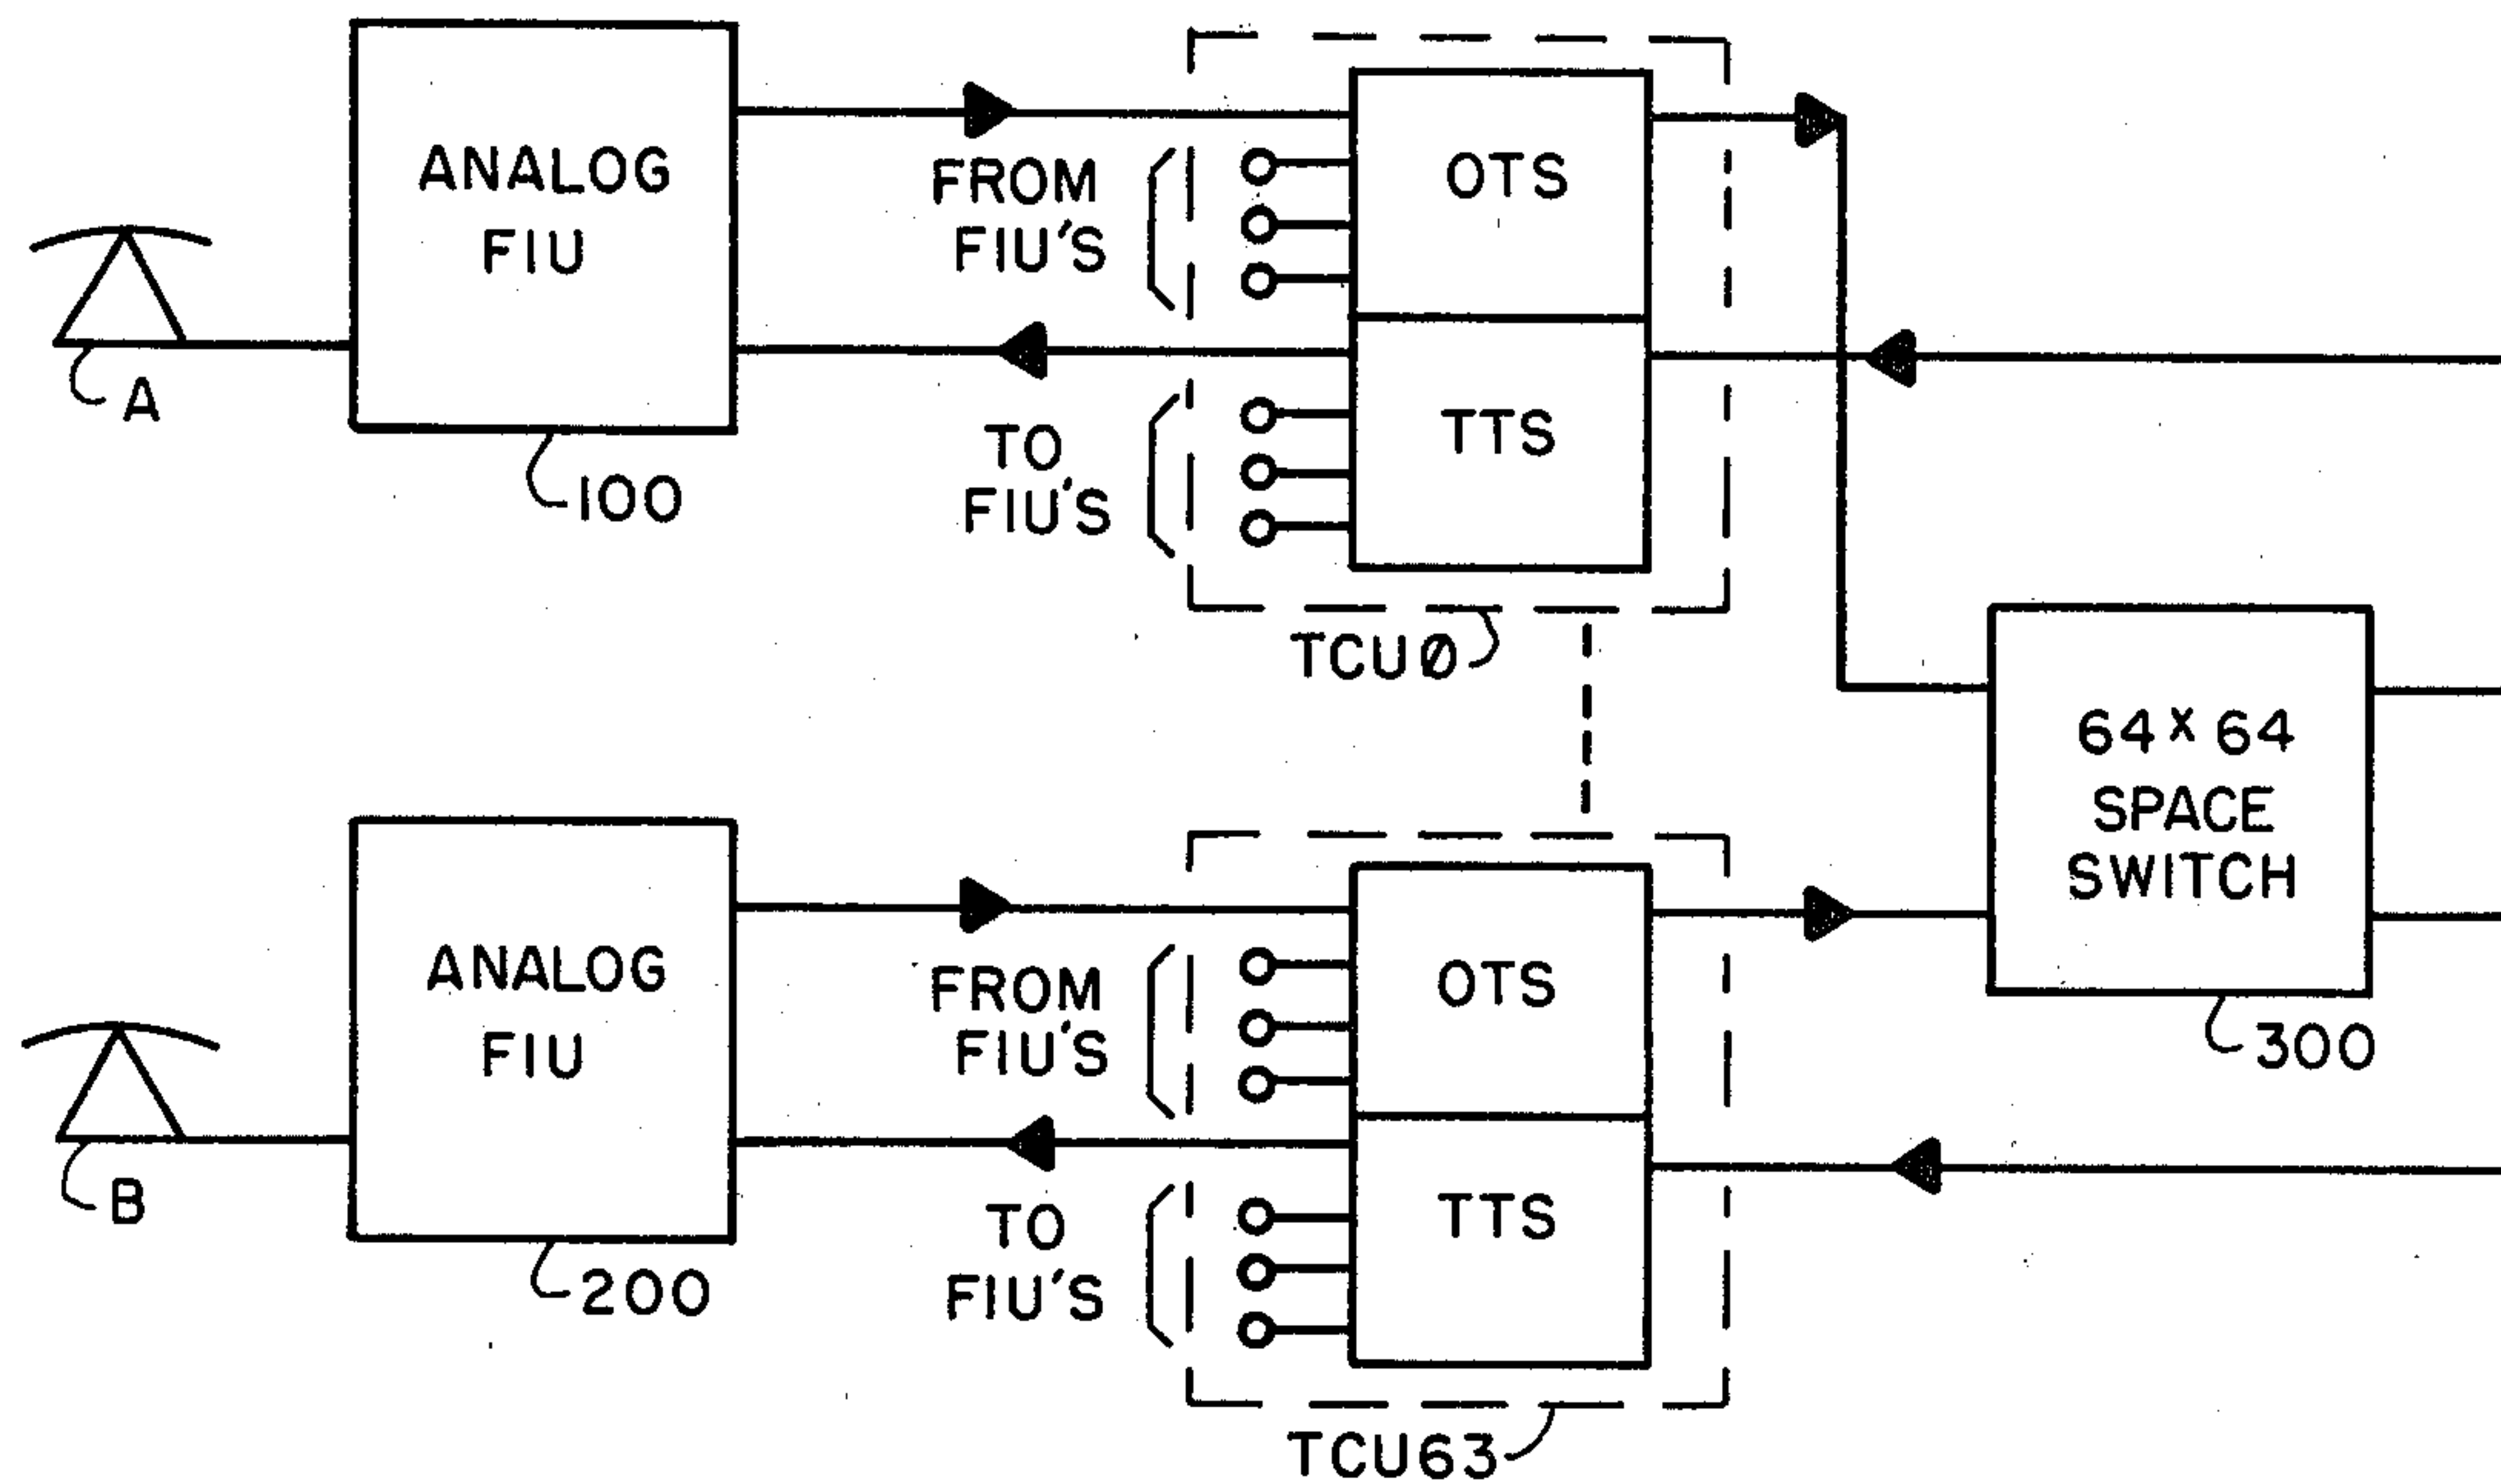 ANALOG
FIU
A
100
FROM
FIU'S
TO
FIU'S
OTS
TTS
TCU0
64X64
SPACE
SWITCH
300
ANALOG
FIU
B
200
FROM
FIU'S
TO
FIU'S
OTS
TTS
TCU63